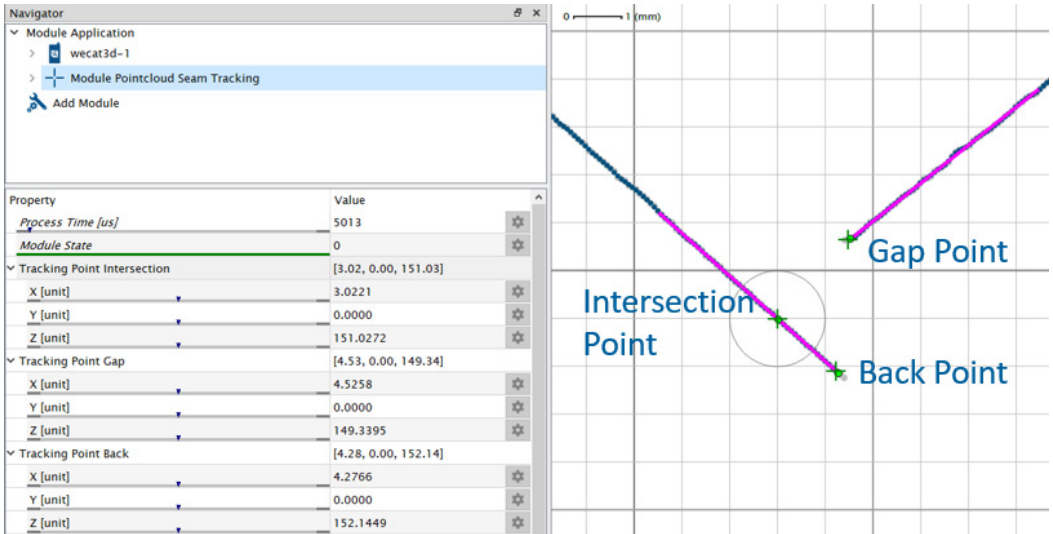 Navigator
Module Application
wecat3d-1
Module Pointcloud Seam Tracking
Add Module
Property Value
Process Time [us] 5013
Module State 0
Tracking Point Intersection [3.02, 0.00, 151.03]
X [unit] 3.0221
Y [unit] 0.0000
Z [unit] 151.0272
Tracking Point Gap [4.53, 0.00, 149.34]
X [unit] 4.5258
Y [unit] 0.0000
Z [unit] 149.3395
Tracking Point Back [4.28, 0.00, 152.14]
X [unit] 4.2766
Y [unit] 0.0000
Z [unit] 152.1449
0 1 (mm)
Gap Point
Intersection
Point
Back Point